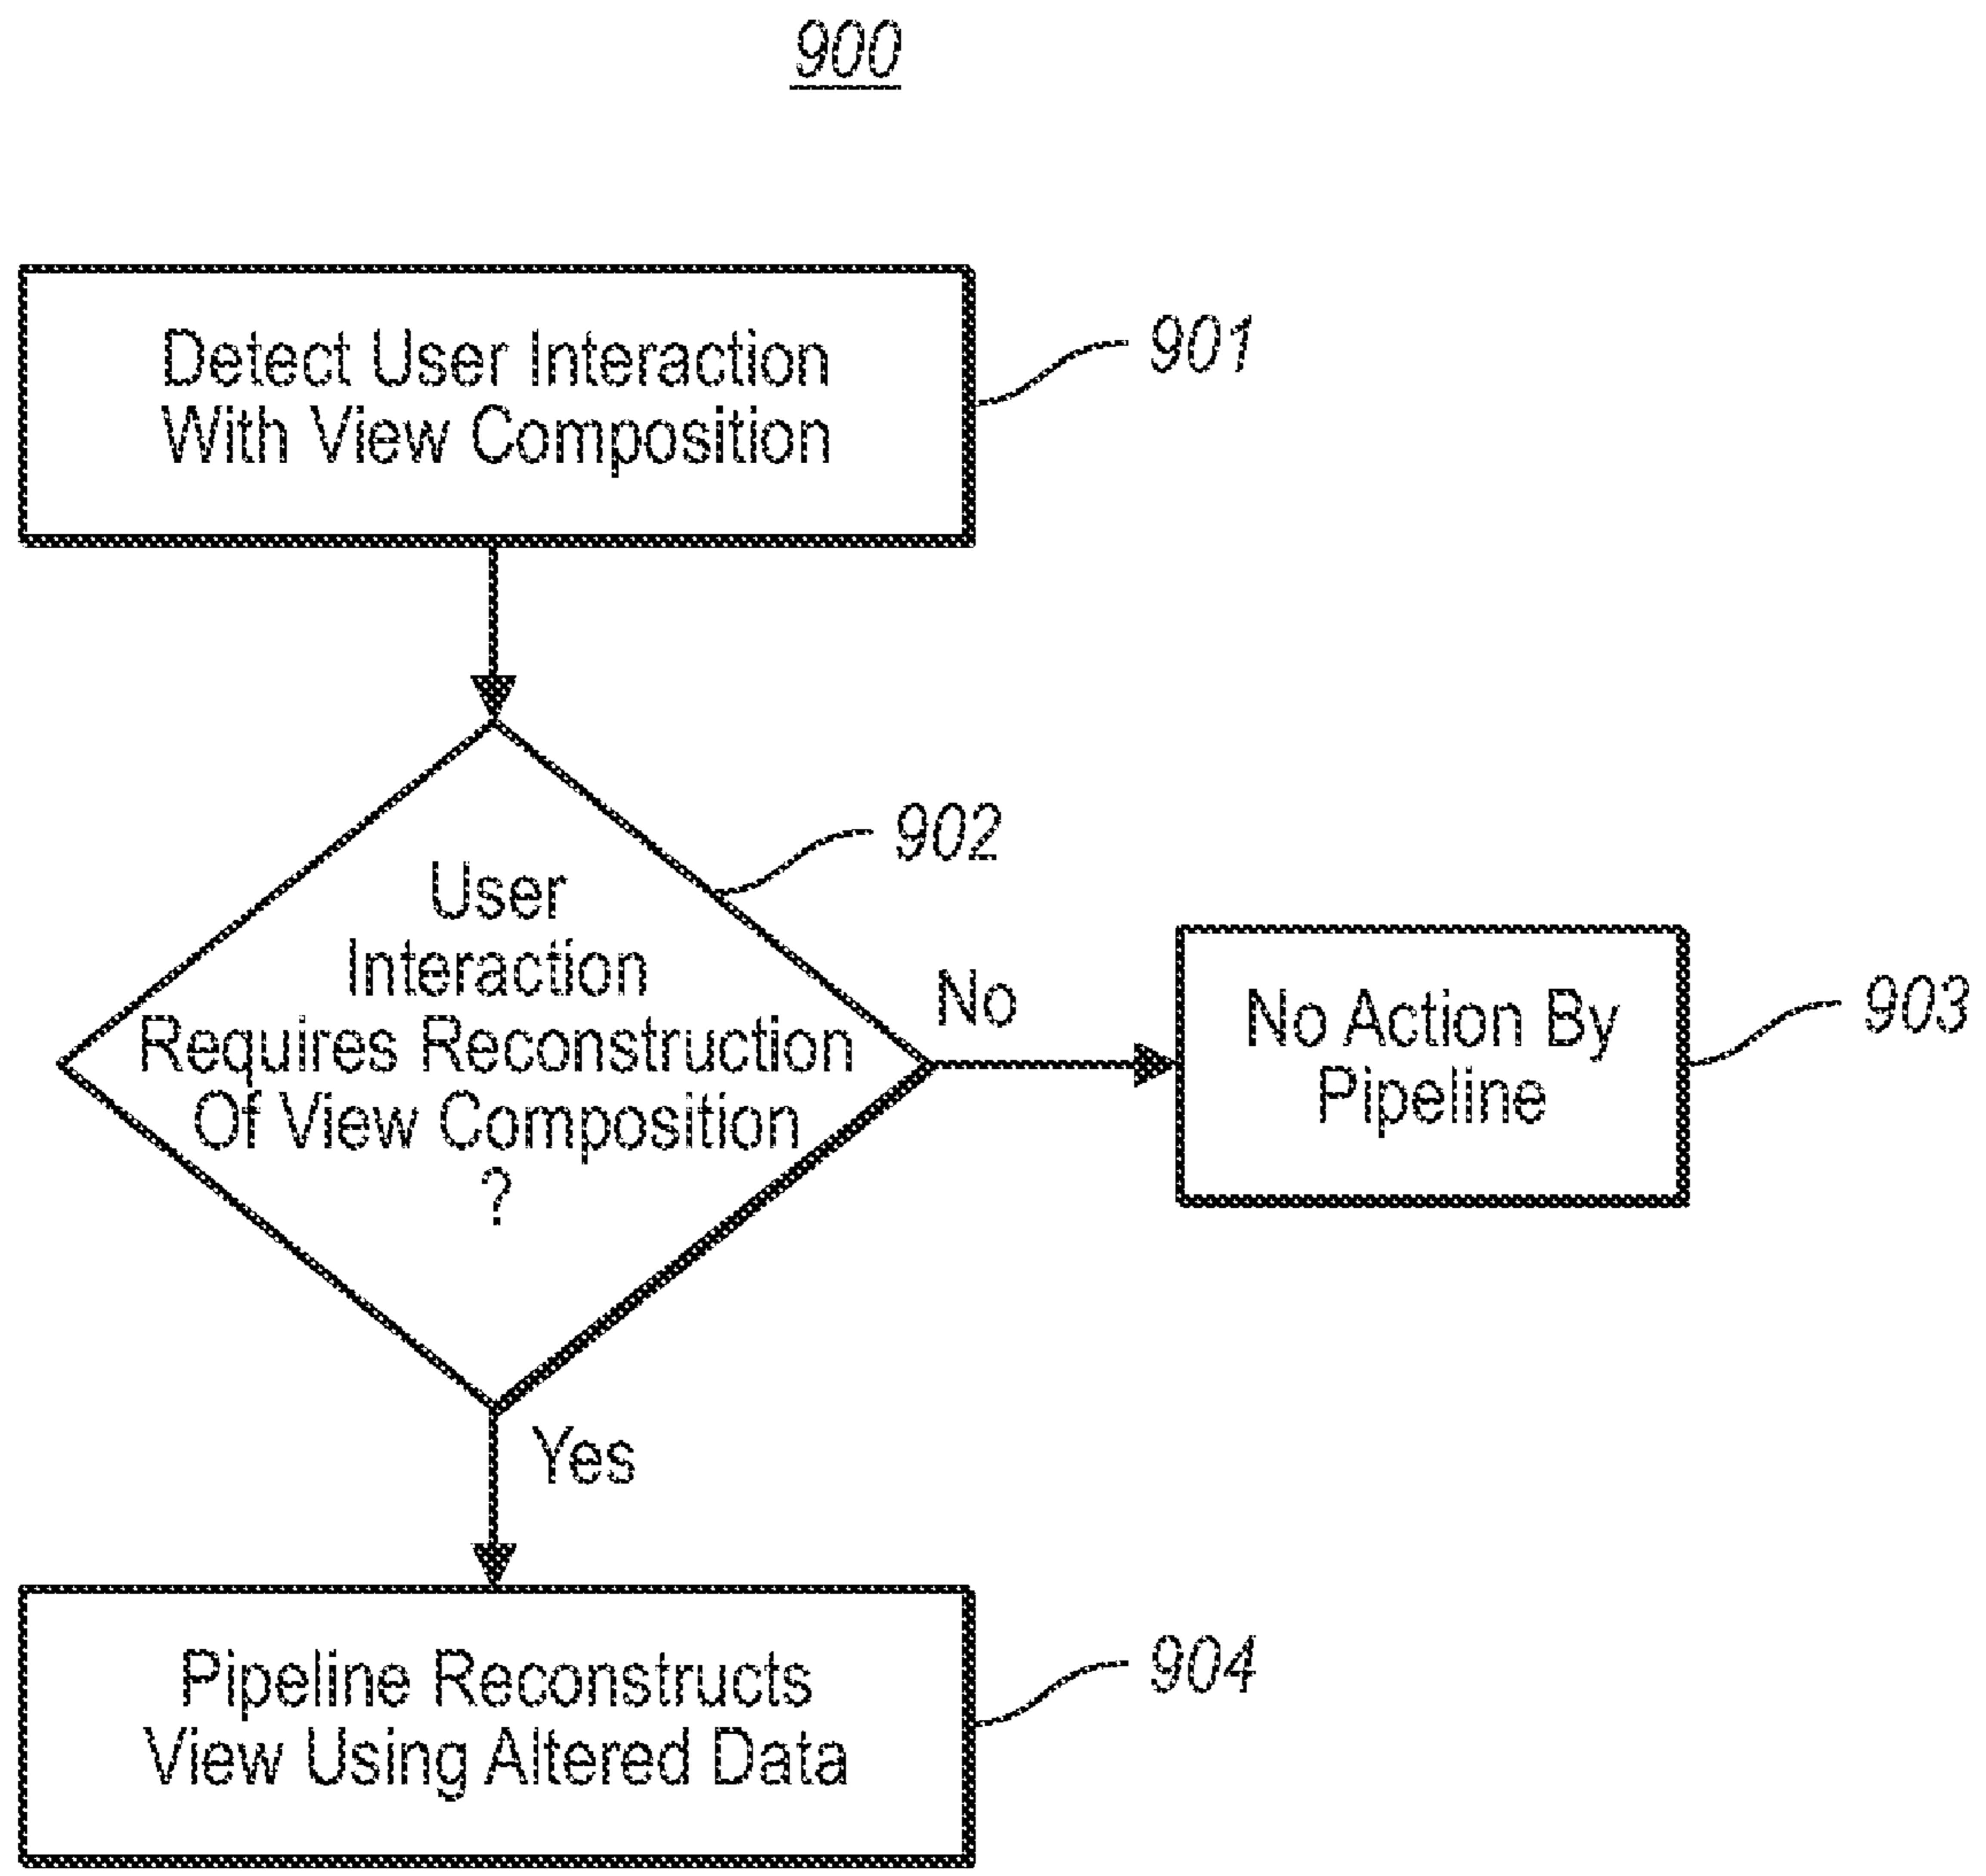 900
Detect User Interaction
With View Composition
901
User
Interaction
Requires Reconstruction
Of View Composition
?
902
No
No Action By
Pipeline
903
Yes
Pipeline Reconstructs
View Using Altered Data
904